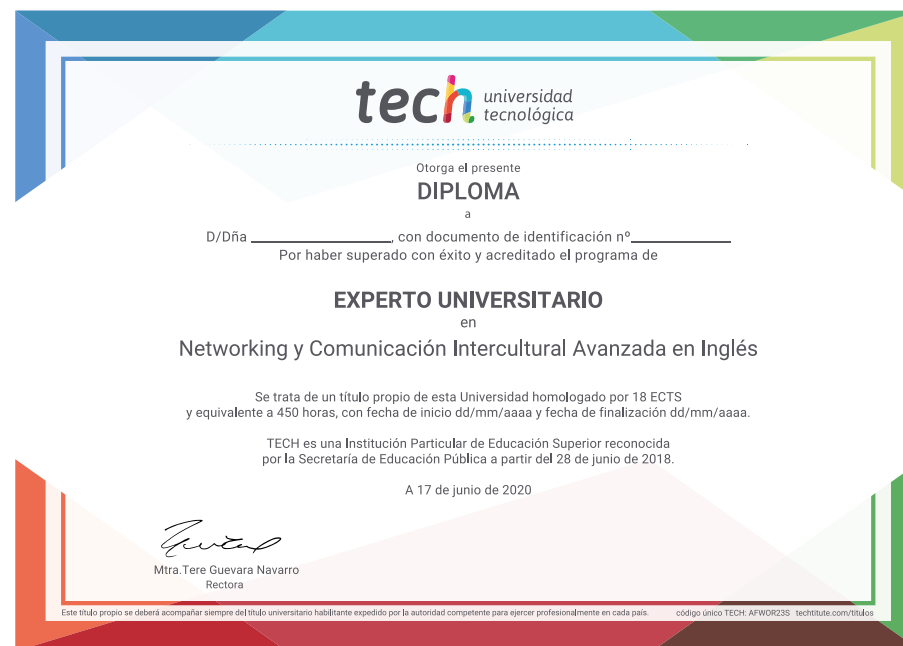 tech universidad
tecnológica
Otorga el presente
DIPLOMA
a
D/Dña ____________________, con documento de identificación nº______________
Por haber superado con éxito y acreditado el programa de
EXPERTO UNIVERSITARIO
en
Networking y Comunicación Intercultural Avanzada en Inglés
Se trata de un título propio de esta Universidad homologado por 18 ECTS
y equivalente a 450 horas, con fecha de inicio dd/mm/aaaa y fecha de finalización dd/mm/aaaa.
TECH es una Institución Particular de Educación Superior reconocida
por la Secretaría de Educación Pública a partir del 28 de junio de 2018.
A 17 de junio de 2020
Mtra.Tere Guevara Navarro
Rectora
Este título propio se deberá acompañar siempre del título universitario habilitante expedido por la autoridad competente para ejercer profesionalmente en cada país. código único TECH: AFWOR23S techtitute.com/titulos